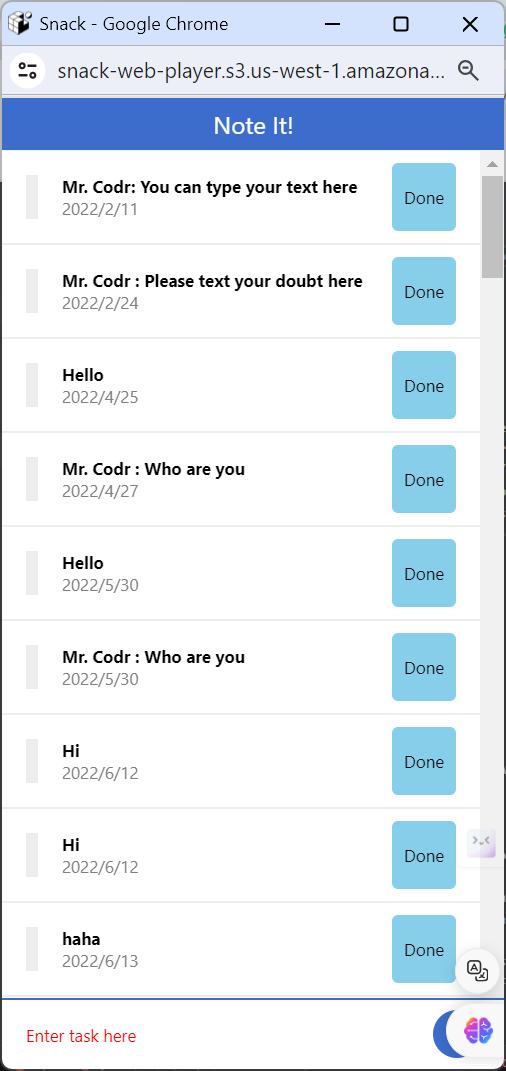 Snack - Google Chrome
snack-web-player.s3.us-west-1.amazona...
Note It!
Mr. Codr: You can type your text here
2022/2/11
Done
Mr. Codr : Please text your doubt here
2022/2/24
Done
Hello
2022/4/25
Done
Mr. Codr : Who are you
2022/4/27
Done
Hello
2022/5/30
Done
Mr. Codr : Who are you
2022/5/30
Done
Hi
2022/6/12
Done
Hi
2022/6/12
Done
haha
2022/6/13
Done
Enter task here